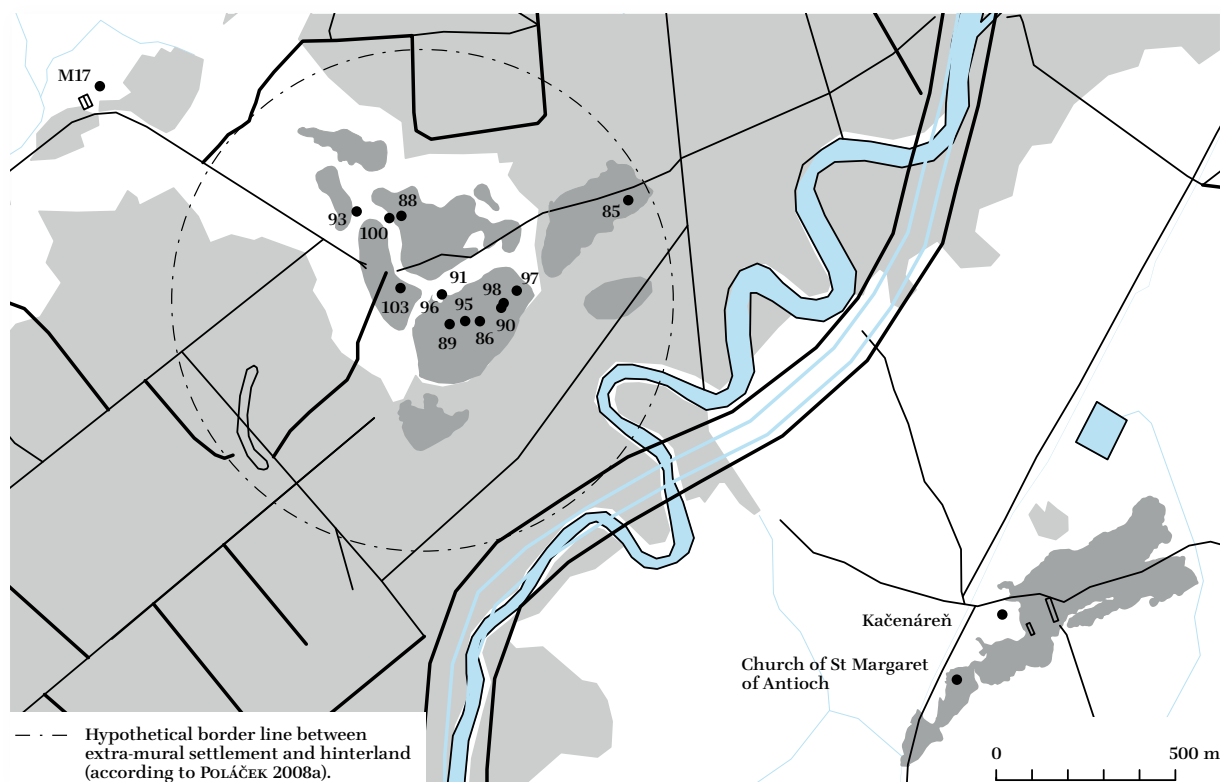 M17
88
93
100
85
91
97
98
103
96
95
90
89
86
Kačenáreň
Church of St Margaret
of Antioch
Hypothetical border line between
extra-mural settlement and hinterland
(according to POLÁČEK 2008a).
0
500 m